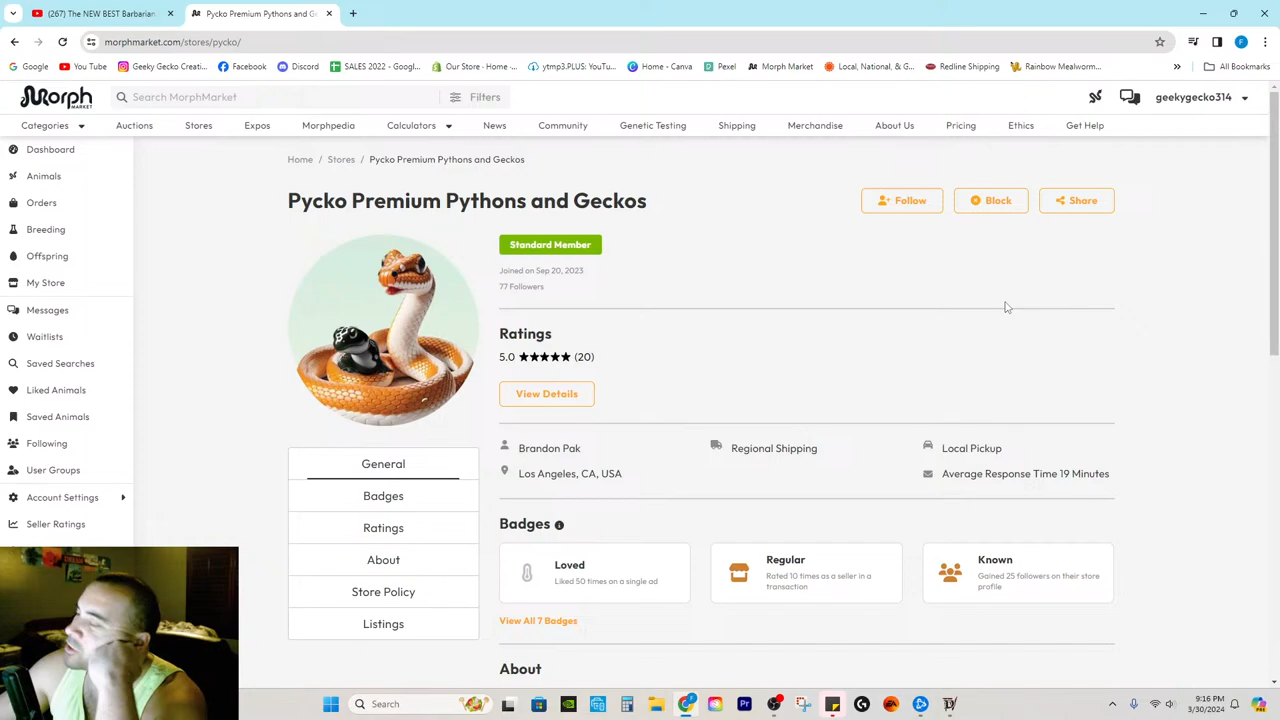 (267) The NEW BEST Barbarian
Pycko Premium Pythons and Ge
morphmarket.com/stores/pycko/
Google
You Tube
Geeky Gecko Creati...
Facebook
Discord
SALES 2022 - Googl...
Our Store - Home -...
ytmp3.PLUS: YouTu...
Home - Canva
Pexel
Morph Market
Local, National, & G...
Redline Shipping
Rainbow Mealworm...
All Bookmarks
Morph
MARKET
Search MorphMarket
Filters
geekygecko314
Categories
Auctions
Stores
Expos
Morphpedia
Calculators
News
Community
Genetic Testing
Shipping
Merchandise
About Us
Pricing
Ethics
Get Help
Dashboard
Animals
Orders
Breeding
Offspring
My Store
Messages
Waitlists
Saved Searches
Liked Animals
Saved Animals
Following
User Groups
Account Settings
Seller Ratings
Home / Stores / Pycko Premium Pythons and Geckos
Pycko Premium Pythons and Geckos
Follow
Block
Share
Standard Member
Joined on Sep 20, 2023
77 Followers
Ratings
5.0 ★★★★★ (20)
View Details
Brandon Pak
Regional Shipping
Local Pickup
Los Angeles, CA, USA
Average Response Time 19 Minutes
General
Badges
Ratings
About
Store Policy
Listings
Badges
Loved
Liked 50 times on a single ad
Regular
Rated 10 times as a seller in a
transaction
Known
Gained 25 followers on their store
profile
View All 7 Badges
About
Search
9:16 PM
3/30/2024